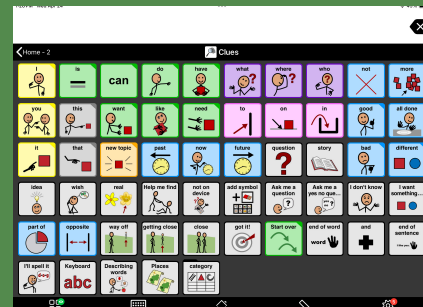 Home - 2
Clues
I is can do have what where who not more
you this want like need to on in good all done
it that new topic past now future question story bad different
idea wish real Help me find not on device add symbol Ask me a question Ask me a yes no que... I don't know I want something...
part of opposite way off getting close close got it! Start over end of word and end of sentence
word
I'll spell it Keyboard Describing words Places category
abc